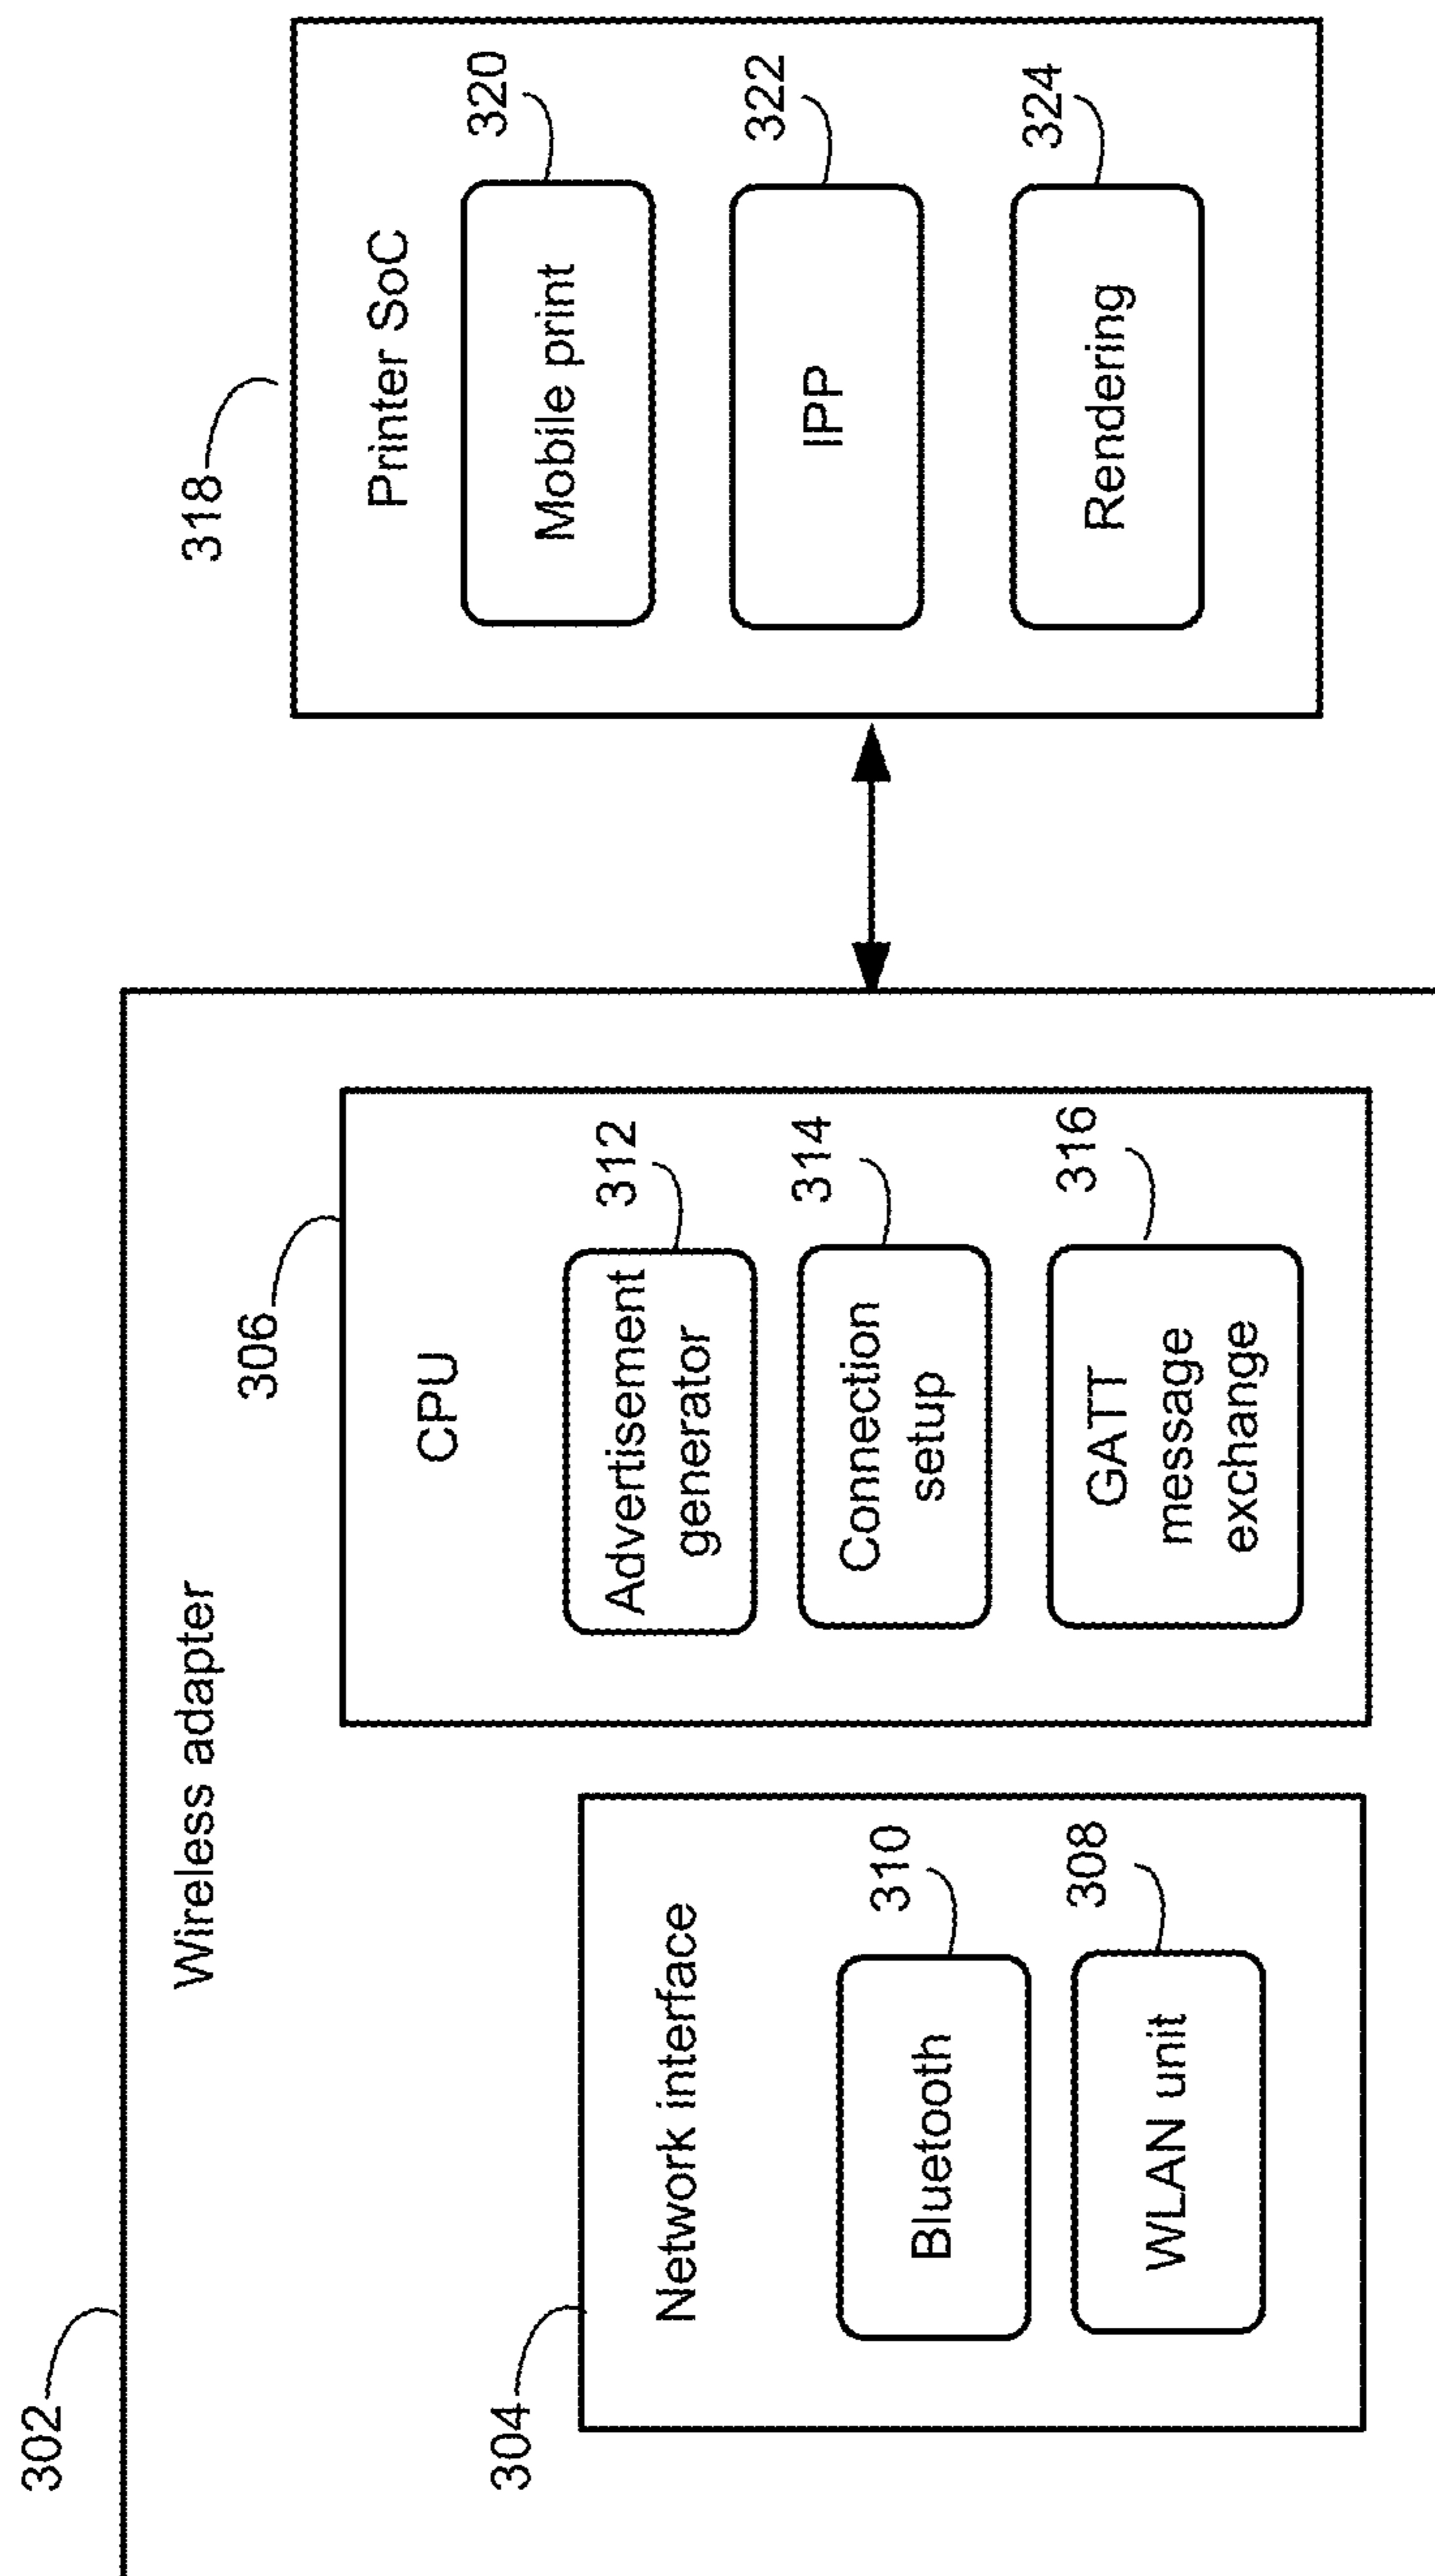 302
Wireless adapter
304
Network interface
310
Bluetooth
308
WLAN unit
306
CPU
312
Advertisement
generator
314
Connection
setup
316
GATT
message
exchange
318
Printer SoC
320
Mobile print
322
IPP
324
Rendering